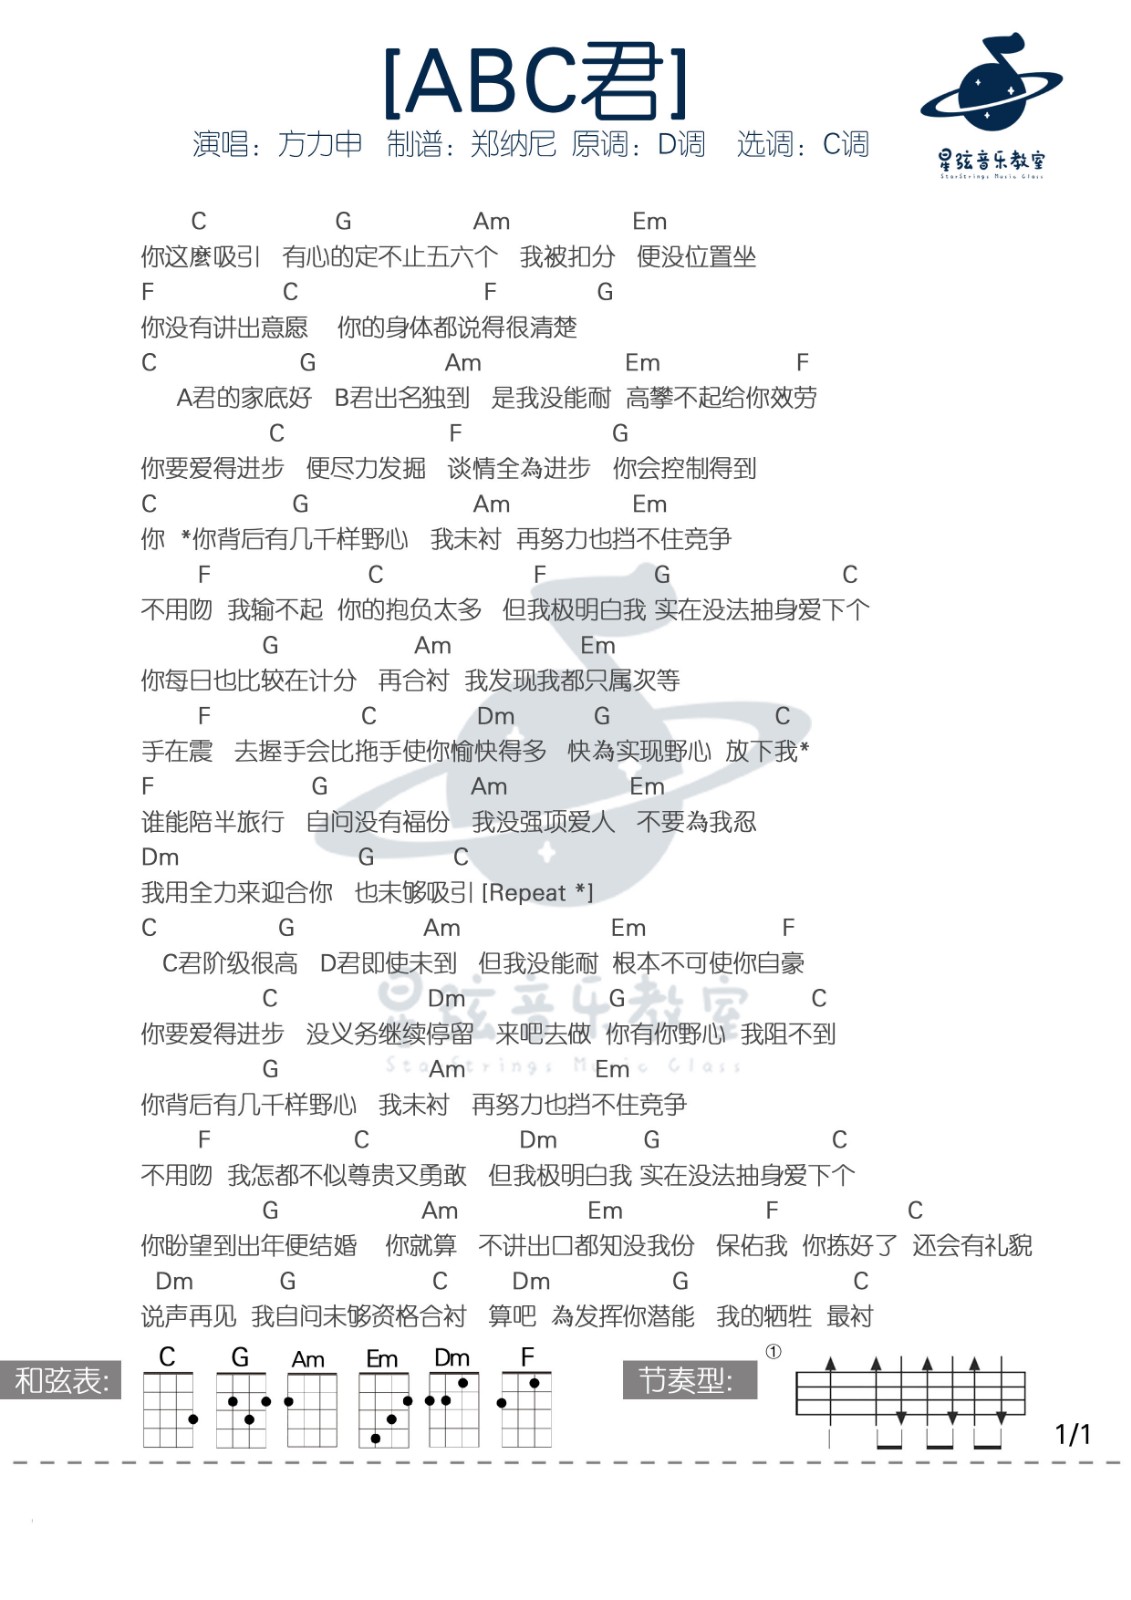 [ABC君]
演唱：方力申 制谱：郑纳尼 原调：D调 选调：C调
星弦音乐教室
StarStrings Music Class
C G Am Em
你这麼吸引 有心的定不止五六个 我被扣分 便没位置坐
F C F G
你没有讲出意愿 你的身体都说得很清楚
C G Am Em F
A君的家底好 B君出名独到 是我没能耐 高攀不起给你效劳
C F G
你要爱得进步 便尽力发掘 谈情全為进步 你会控制得到
C G Am Em
你 *你背后有几千样野心 我未衬 再努力也挡不住竞争
F C F G C
不用吻 我输不起 你的抱负太多 但我极明白我 实在没法抽身爱下个
G Am Em
你每日也比较在计分 再合衬 我发现我都只属次等
F C Dm G C
手在震 去握手会比拖手使你愉快得多 快為实现野心 放下我*
F G Am Em
谁能陪半旅行 自问没有福份 我没强项爱人 不要為我忍
Dm G C
我用全力来迎合你 也未够吸引 [Repeat *]
C G Am Em F
C君阶级很高 D君即使未到 但我没能耐 根本不可使你自豪
C Dm G C
你要爱得进步 没义务继续停留 来吧去做 你有你野心 我阻不到
星弦音乐教室
StarStrings Music Class
G Am Em
你背后有几千样野心 我未衬 再努力也挡不住竞争
F C Dm G C
不用吻 我怎都不似尊贵又勇敢 但我极明白我 实在没法抽身爱下个
G Am Em F C
你盼望到出年便结婚 你就算 不讲出口都知没我份 保佑我 你拣好了 还会有礼貌
Dm G C Dm G C
说声再见 我自问未够资格合衬 算吧 為发挥你潜能 我的牺牲 最衬
和弦表: C G Am Em Dm F 节奏型: ①
1/1